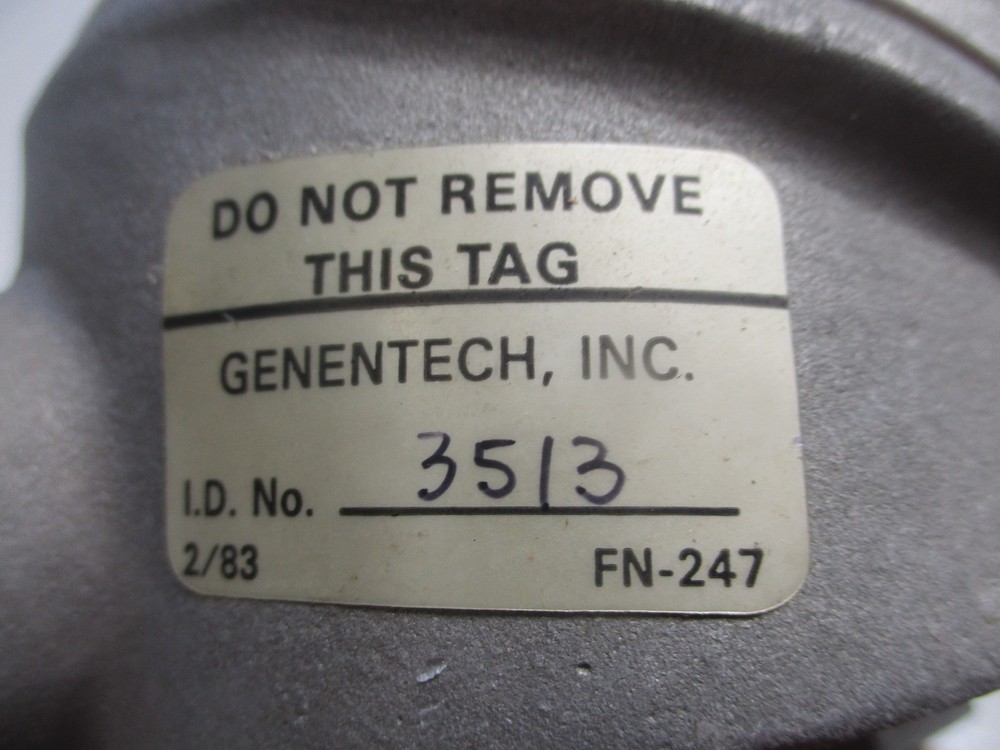 DO NOT REMOVE
THIS TAG
GENENTECH, INC.
I.D. No. 3513
2/83 FN-247